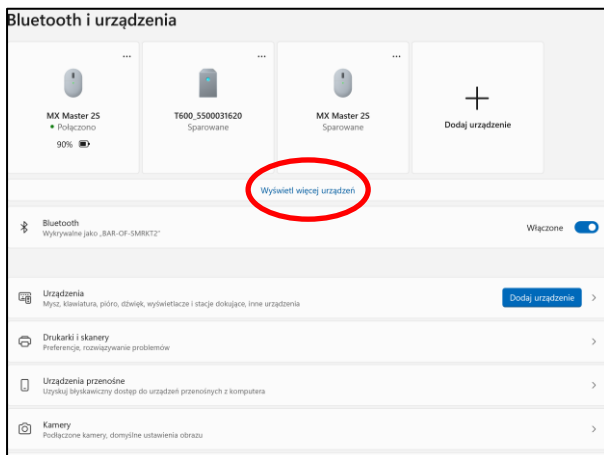 Bluetooth i urządzenia
MX Master 2S
Połączono
90%
T600_5500031620
Sparowane
MX Master 2S
Sparowane
Dodaj urządzenie
Wyświetl więcej urządzeń
Bluetooth
Wykrywalne jako „BAR-OF-SMRKT2"
Włączone
Urządzenia
Mysz, klawiatura, pióro, dźwięk, wyświetlacze i stacje dokujące, inne urządzenia
Dodaj urządzenie
Drukarki i skanery
Preferencje, rozwiązywanie problemów
Urządzenia przenośne
Uzyskuj błyskawiczny dostęp do urządzeń przenośnych z komputera
Kamery
Podłączone kamery, domyślne ustawienia obrazu